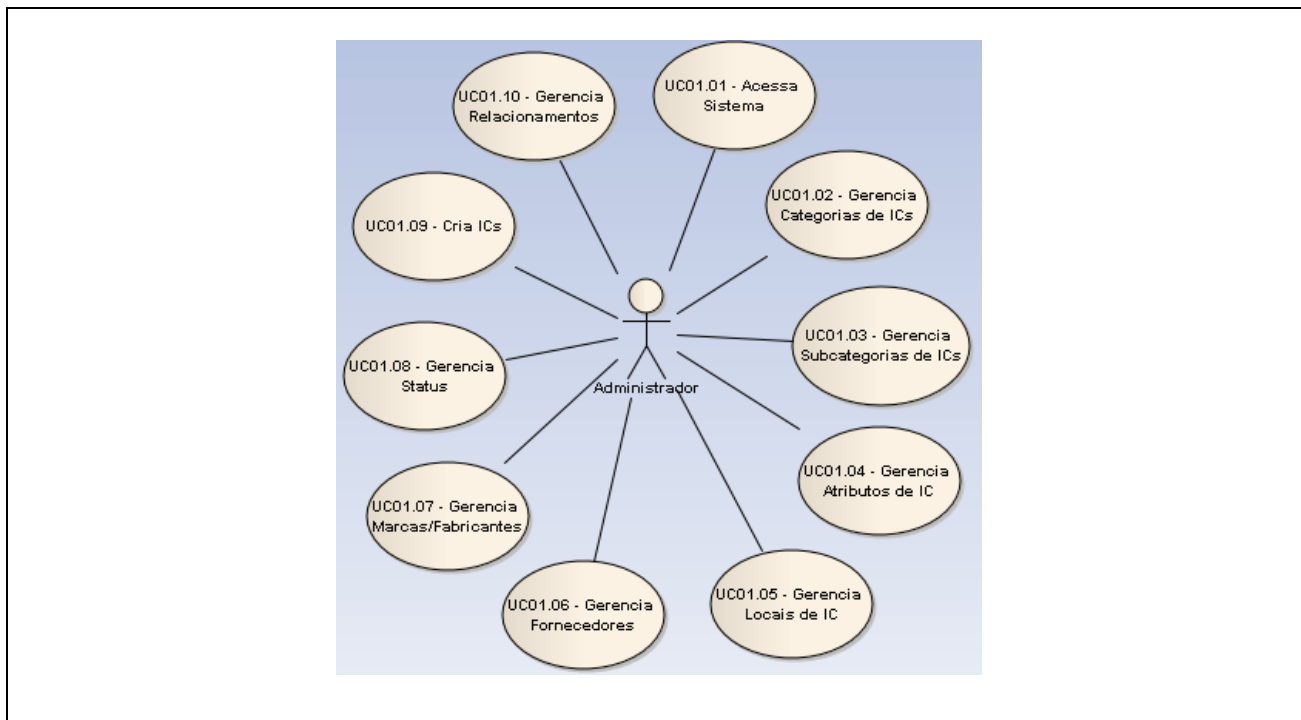 UC01.10 - Gerencia
Relacionamentos
UC01.01 - Acessa
Sistema
UC01.02 - Gerencia
Categorias de ICs
UC01.09 - Cria ICs
UC01.03 - Gerencia
Subcategorias de ICs
UC01.08 - Gerencia
Status
Administrador
UC01.04 - Gerencia
Atributos de IC
UC01.07 - Gerencia
Marcas/Fabricantes
UC01.06 - Gerencia
Fornecedores
UC01.05 - Gerencia
Locais de IC